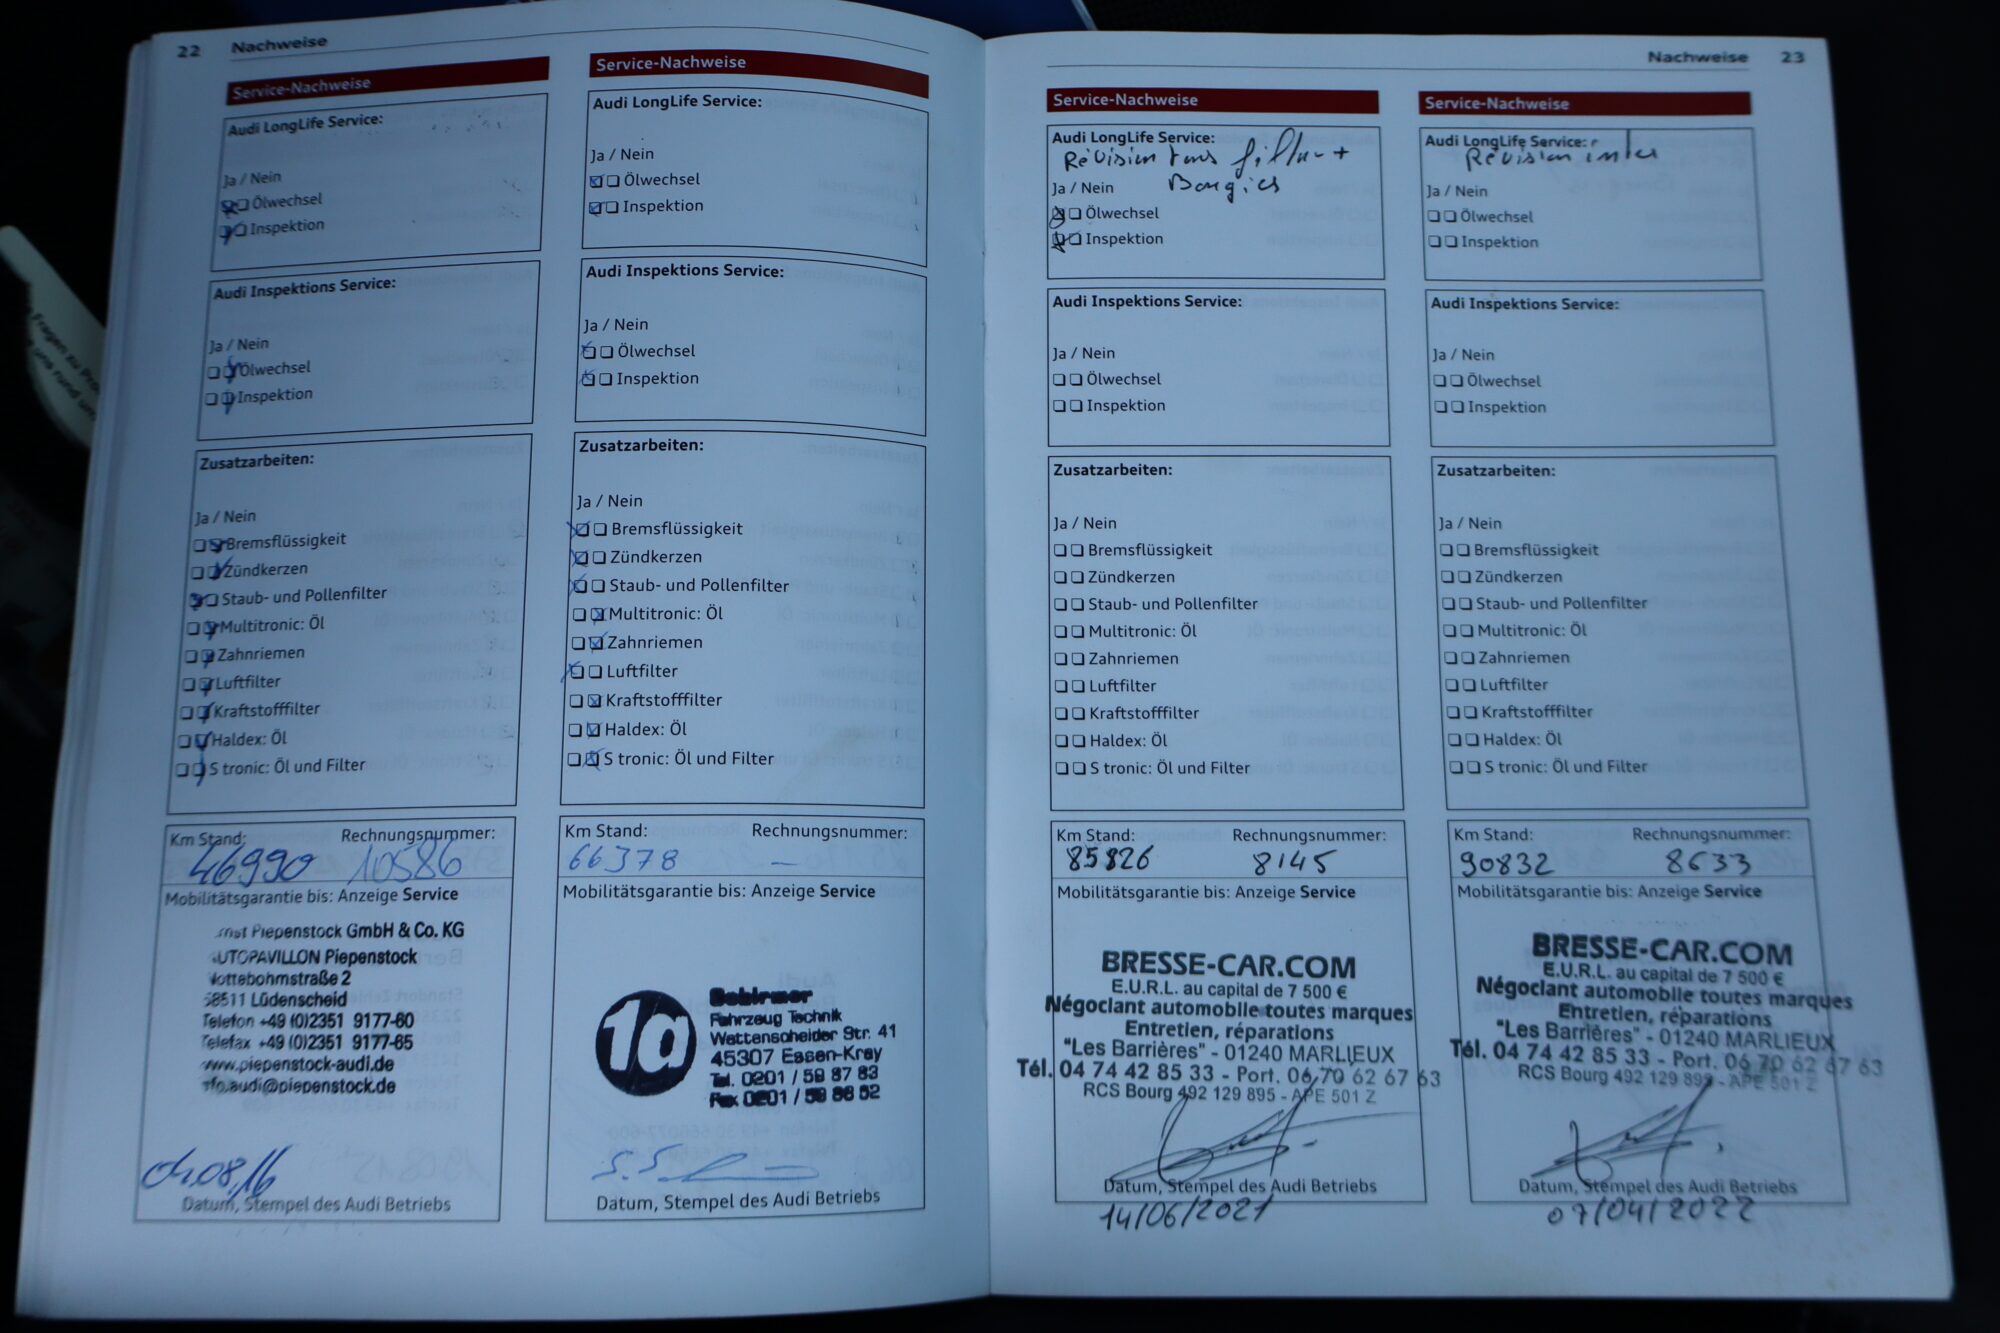 22 Nachweise
Service-Nachweise
Audi LongLife Service:
Ja / Nein
Ölwechsel
Inspektion
Audi Inspektions Service:
Ja / Nein
Ölwechsel
Inspektion
Zusatzarbeiten:
Ja / Nein
Bremsflüssigkeit
Zündkerzen
Staub- und Pollenfilter
Multitronic: Öl
Zahnriemen
Luftfilter
Kraftstofffilter
Haldex: Öl
S tronic: Öl und Filter
Km Stand: Rechnungsnummer:
46990 10586
Mobilitätsgarantie bis: Anzeige Service
Piepenstock GmbH & Co. KG
AUTOPAVILLON Piepenstock
Nottebohmstraße 2
58511 Lüdenscheid
Telefon +49 (0)2351 9177-60
Telefax +49 (0)2351 9177-65
www.piepenstock-audi.de
info.audi@piepenstock.de
04.08.16
Datum, Stempel des Audi Betriebs
Service-Nachweise
Audi LongLife Service:
Ja / Nein
Ölwechsel
Inspektion
Audi Inspektions Service:
Ja / Nein
Ölwechsel
Inspektion
Zusatzarbeiten:
Ja / Nein
Bremsflüssigkeit
Zündkerzen
Staub- und Pollenfilter
Multitronic: Öl
Zahnriemen
Luftfilter
Kraftstofffilter
Haldex: Öl
S tronic: Öl und Filter
Km Stand: Rechnungsnummer:
66378 —
Mobilitätsgarantie bis: Anzeige Service
1a
Schirmer
Fahrzeug Technik
Wattenscheider Str. 41
45307 Essen-Kray
Tel. 0201 / 59 87 83
Fax 0201 / 59 86 52
Datum, Stempel des Audi Betriebs
Nachweise 23
Service-Nachweise
Audi LongLife Service:
Révision tous filtres +
Ja / Nein Bougies
Ölwechsel
Inspektion
Audi Inspektions Service:
Ja / Nein
Ölwechsel
Inspektion
Zusatzarbeiten:
Ja / Nein
Bremsflüssigkeit
Zündkerzen
Staub- und Pollenfilter
Multitronic: Öl
Zahnriemen
Luftfilter
Kraftstofffilter
Haldex: Öl
S tronic: Öl und Filter
Km Stand: Rechnungsnummer:
85826 8145
Mobilitätsgarantie bis: Anzeige Service
BRESSE-CAR.COM
E.U.R.L. au capital de 7 500 €
Négociant automobile toutes marques
Entretien, réparations
"Les Barrières" - 01240 MARLIEUX
Tél. 04 74 42 85 33 - Port. 06 70 62 67 63
RCS Bourg 492 129 895 - APE 501 Z
Datum, Stempel des Audi Betriebs
14/06/2021
Service-Nachweise
Audi LongLife Service:
Révision inter
Ja / Nein
Ölwechsel
Inspektion
Audi Inspektions Service:
Ja / Nein
Ölwechsel
Inspektion
Zusatzarbeiten:
Ja / Nein
Bremsflüssigkeit
Zündkerzen
Staub- und Pollenfilter
Multitronic: Öl
Zahnriemen
Luftfilter
Kraftstofffilter
Haldex: Öl
S tronic: Öl und Filter
Km Stand: Rechnungsnummer:
90832 8633
Mobilitätsgarantie bis: Anzeige Service
BRESSE-CAR.COM
E.U.R.L. au capital de 7 500 €
Négociant automobile toutes marques
Entretien, réparations
"Les Barrières" - 01240 MARLIEUX
Tél. 04 74 42 85 33 - Port. 06 70 62 67 63
RCS Bourg 492 129 895 - APE 501 Z
Datum, Stempel des Audi Betriebs
07/04/2022